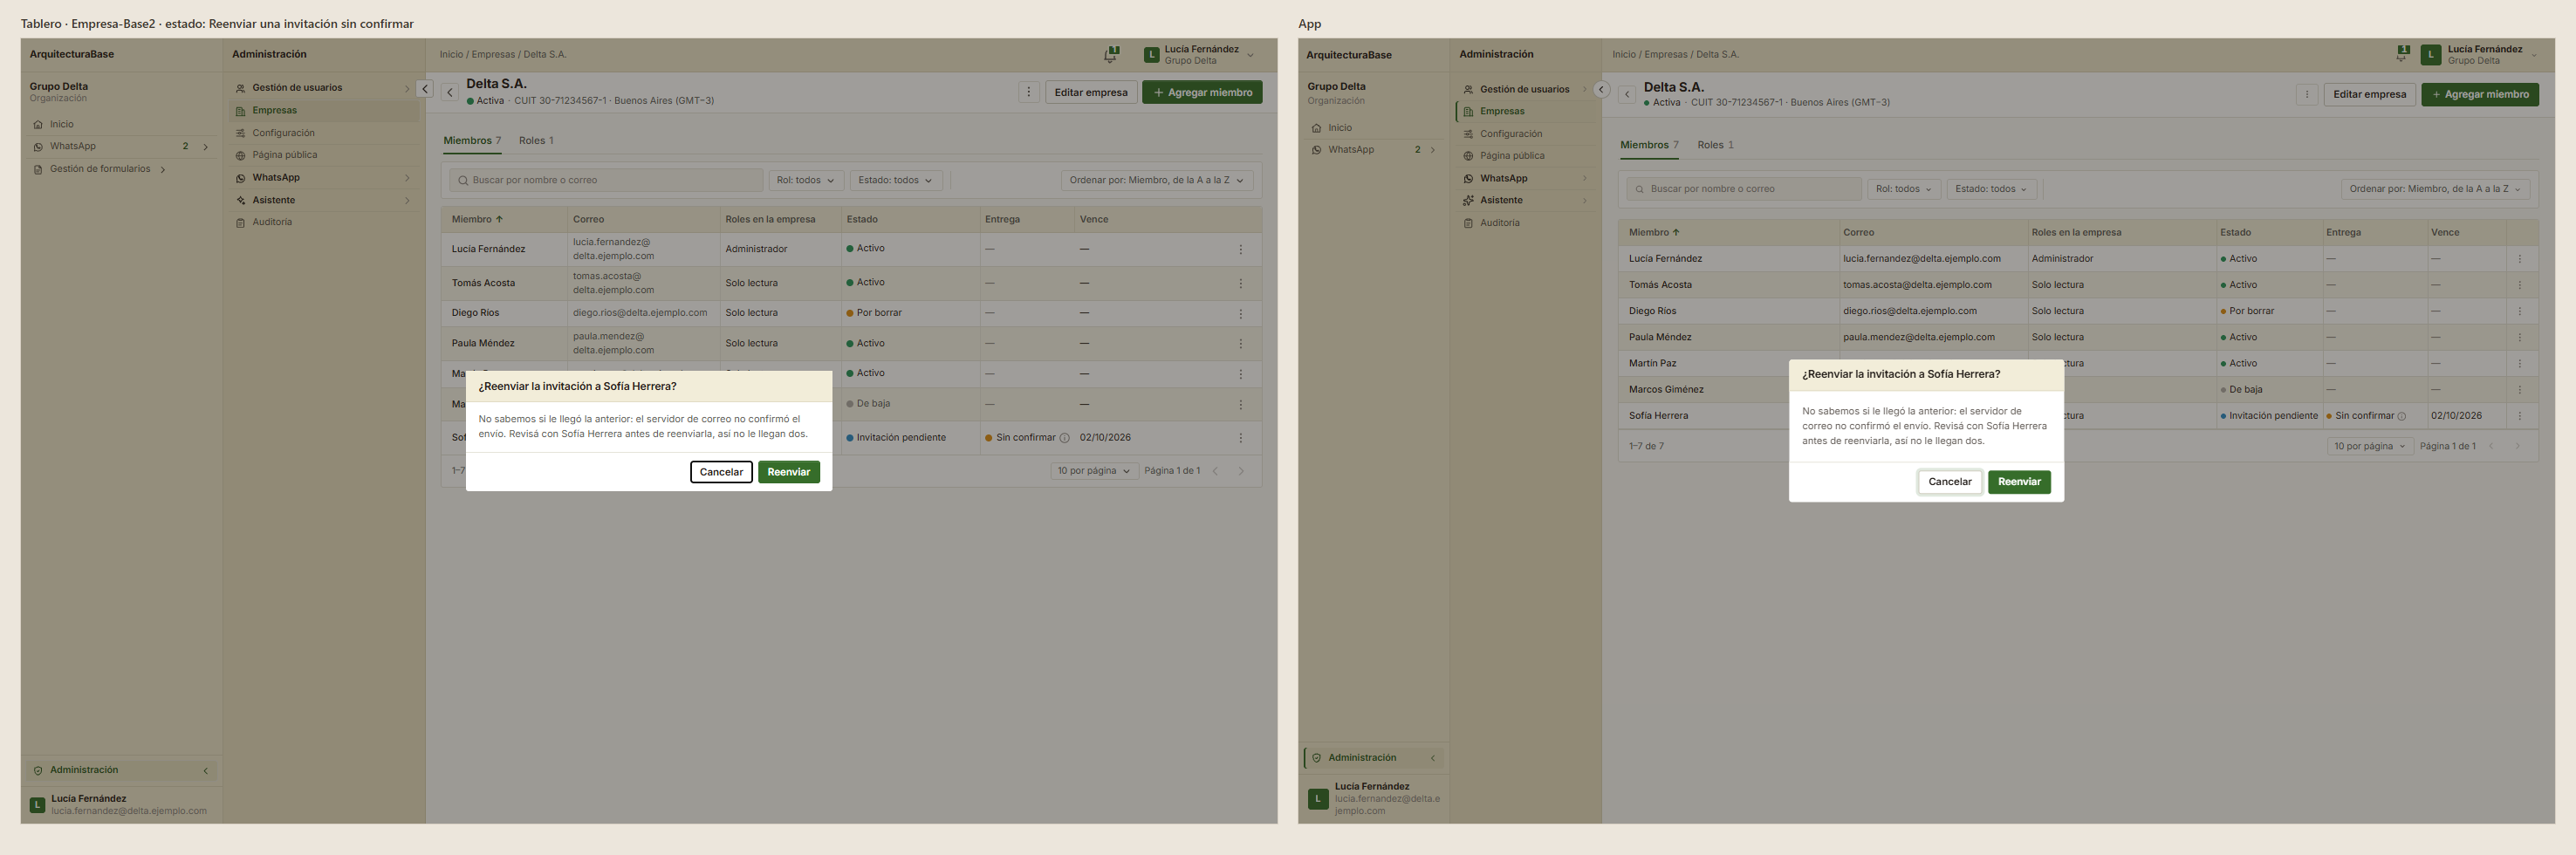 Tablero · Empresa-Base2 · estado: Reenviar una invitación sin confirmar
ArquitecturaBase
Grupo Delta
Organización
Inicio
WhatsApp 2
Gestión de formularios
Administración
Lucía Fernández
lucia.fernandez@delta.ejemplo.com
Administración
Gestión de usuarios
Empresas
Configuración
Página pública
WhatsApp
Asistente
Auditoría
Inicio / Empresas / Delta S.A.
1
L Lucía Fernández
Grupo Delta
Delta S.A.
Activa · CUIT 30-71234567-1 · Buenos Aires (GMT−3)
Editar empresa
+ Agregar miembro
Miembros 7 Roles 1
Buscar por nombre o correo
Rol: todos
Estado: todos
Ordenar por: Miembro, de la A a la Z
Miembro ↑ Correo Roles en la empresa Estado Entrega Vence
Lucía Fernández lucia.fernandez@
delta.ejemplo.com Administrador Activo — —
Tomás Acosta tomas.acosta@
delta.ejemplo.com Solo lectura Activo — —
Diego Ríos diego.rios@delta.ejemplo.com Solo lectura Por borrar — —
Paula Méndez paula.mendez@
delta.ejemplo.com Solo lectura Activo — —
Activo — —
De baja — —
Invitación pendiente Sin confirmar 02/10/2026
1–7
10 por página Página 1 de 1
¿Reenviar la invitación a Sofía Herrera?
No sabemos si le llegó la anterior: el servidor de correo no confirmó el
envío. Revisá con Sofía Herrera antes de reenviarla, así no le llegan dos.
Cancelar Reenviar
App
ArquitecturaBase
Grupo Delta
Organización
Inicio
WhatsApp 2
Administración
L Lucía Fernández
lucia.fernandez@delta.e
jemplo.com
Administración
Gestión de usuarios
Empresas
Configuración
Página pública
WhatsApp
Asistente
Auditoría
Inicio / Empresas / Delta S.A.
1
L Lucía Fernández
Grupo Delta
Delta S.A.
Activa · CUIT 30-71234567-1 · Buenos Aires (GMT−3)
Editar empresa
+ Agregar miembro
Miembros 7 Roles 1
Buscar por nombre o correo
Rol: todos
Estado: todos
Ordenar por: Miembro, de la A a la Z
Miembro ↑ Correo Roles en la empresa Estado Entrega Vence
Lucía Fernández lucia.fernandez@delta.ejemplo.com Administrador Activo — —
Tomás Acosta tomas.acosta@delta.ejemplo.com Solo lectura Activo — —
Diego Ríos diego.rios@delta.ejemplo.com Solo lectura Por borrar — —
Paula Méndez paula.mendez@delta.ejemplo.com Solo lectura Activo — —
Martín Paz Activo — —
Marcos Giménez De baja — —
Sofía Herrera Invitación pendiente Sin confirmar 02/10/2026
1–7 de 7
10 por página Página 1 de 1
¿Reenviar la invitación a Sofía Herrera?
No sabemos si le llegó la anterior: el servidor de
correo no confirmó el envío. Revisá con Sofía Herrera
antes de reenviarla, así no le llegan dos.
Cancelar Reenviar